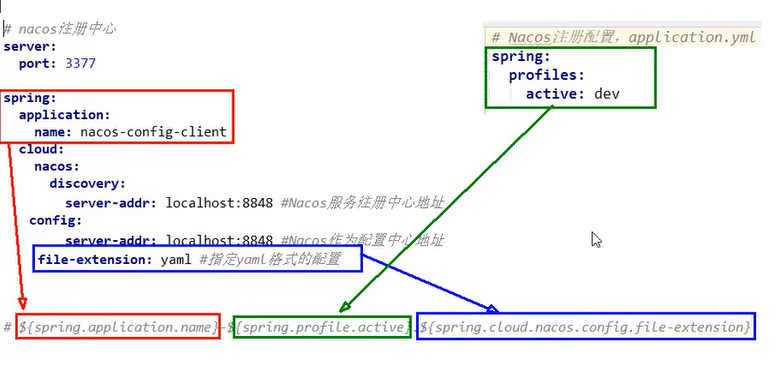 # nacos注册中心
server:
  port: 3377
spring:
  application:
    name: nacos-config-client
  cloud:
    nacos:
      discovery:
        server-addr: localhost:8848 #Nacos服务注册中心地址
      config:
        server-addr: localhost:8848 #Nacos作为配置中心地址
        file-extension: yaml #指定yaml格式的配置
# ${spring.application.name}-${spring.profile.active}.${spring.cloud.nacos.config.file-extension}
# Nacos注册配置，application.yml
spring:
  profiles:
    active: dev